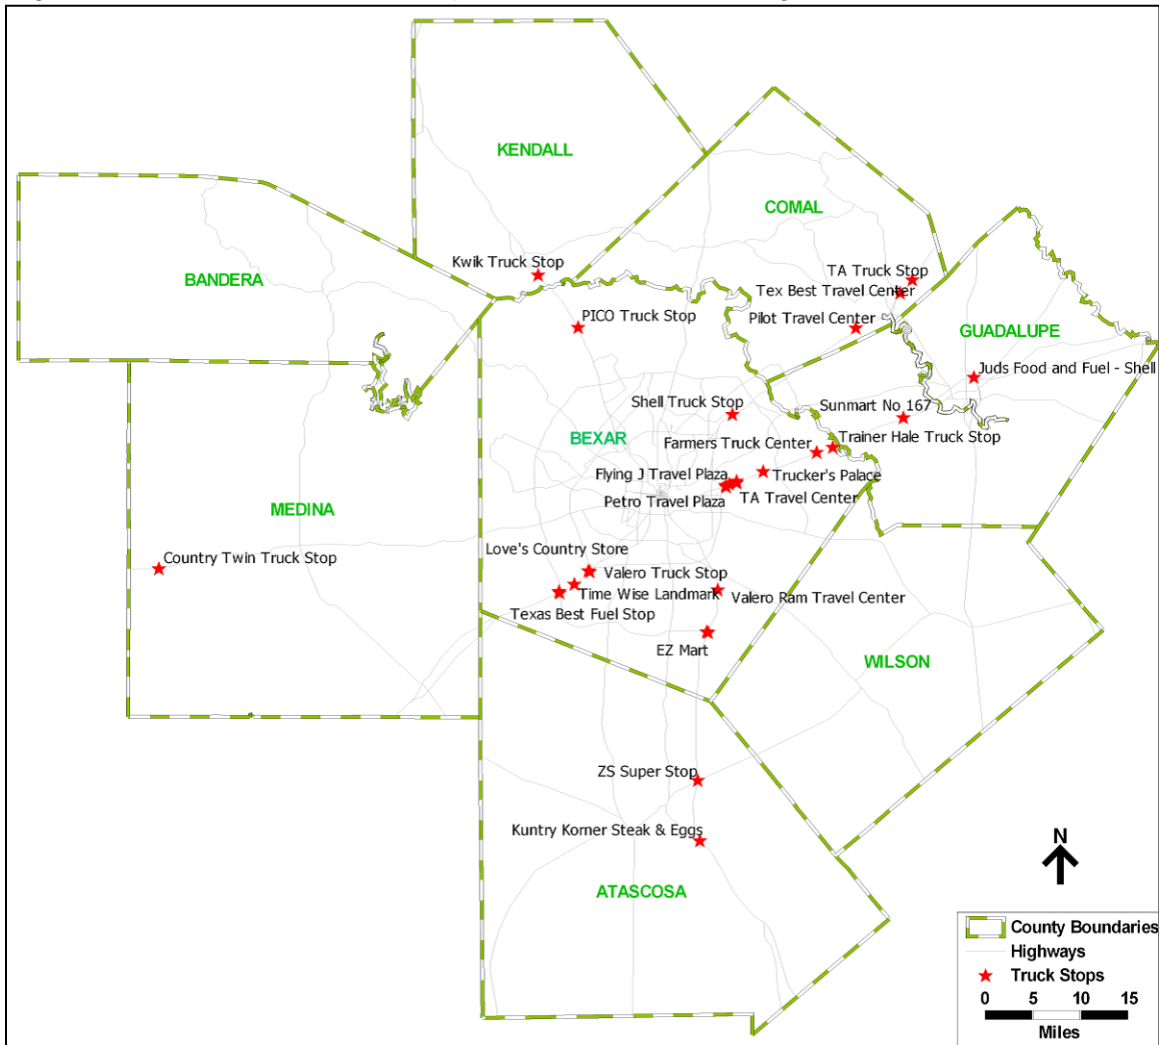 KENDALL
COMAL
Kwik Truck Stop
BANDERA
TA Truck Stop
Tex Best Travel Center
PICO Truck Stop
Pilot Travel Center
GUADALUPE
Juds Food and Fuel - Shell
Shell Truck Stop
Sunmart No 167
BEXAR
Farmers Truck Center
Trainer Hale Truck Stop
Flying J Travel Plaza
Trucker's Palace
Petro Travel Plaza
TA Travel Center
MEDINA
Country Twin Truck Stop
Love's Country Store
Valero Truck Stop
Time Wise Landmark
Valero Ram Travel Center
Texas Best Fuel Stop
EZ Mart
WILSON
ZS Super Stop
Kuntry Korner Steak & Eggs
ATASCOSA
N
County Boundaries
Highways
Truck Stops
0 5 10 15
Miles